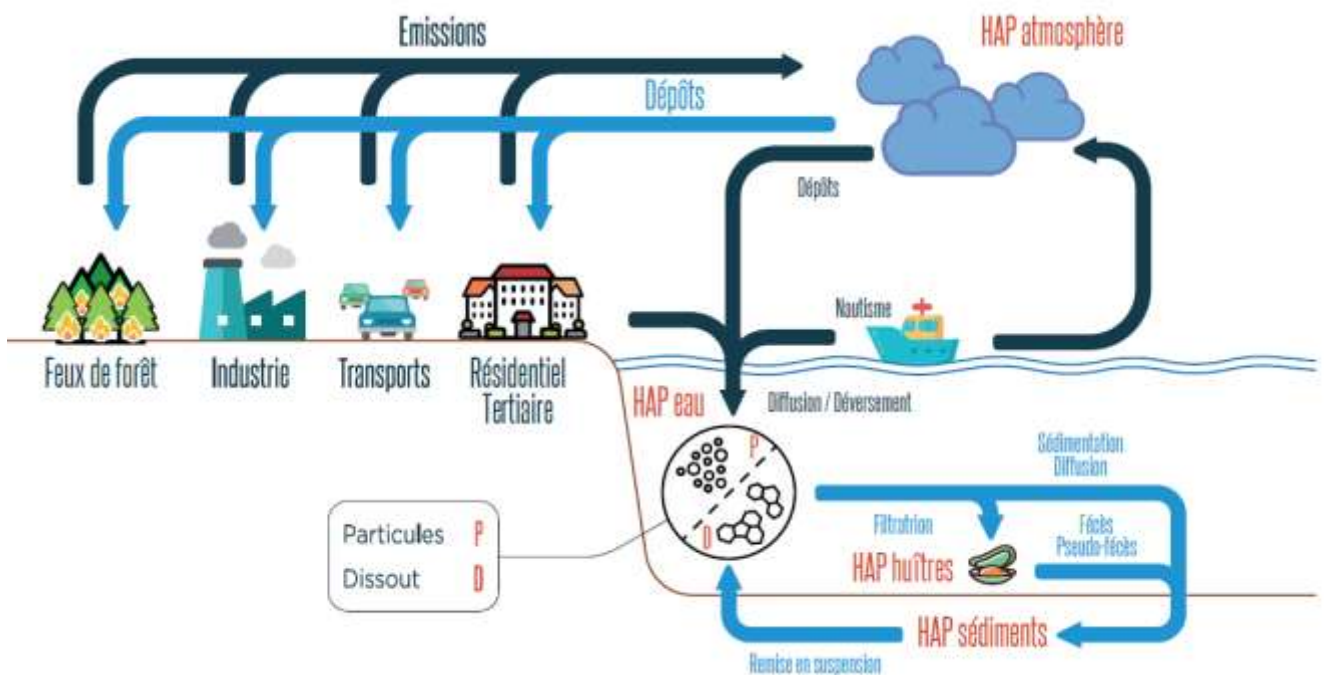 Emissions
HAP atmosphère
Dépôts
Dépôts
Nautisme
Feux de forêt
Industrie
Transports
Résidentiel
Tertiaire
HAP eau
Diffusion / Déversement
P
D
Particules P
Dissout D
Sédimentation
Diffusion
Filtratrion
Fécès
Pseudo-fécès
HAP huîtres
HAP sédiments
Remise en suspension